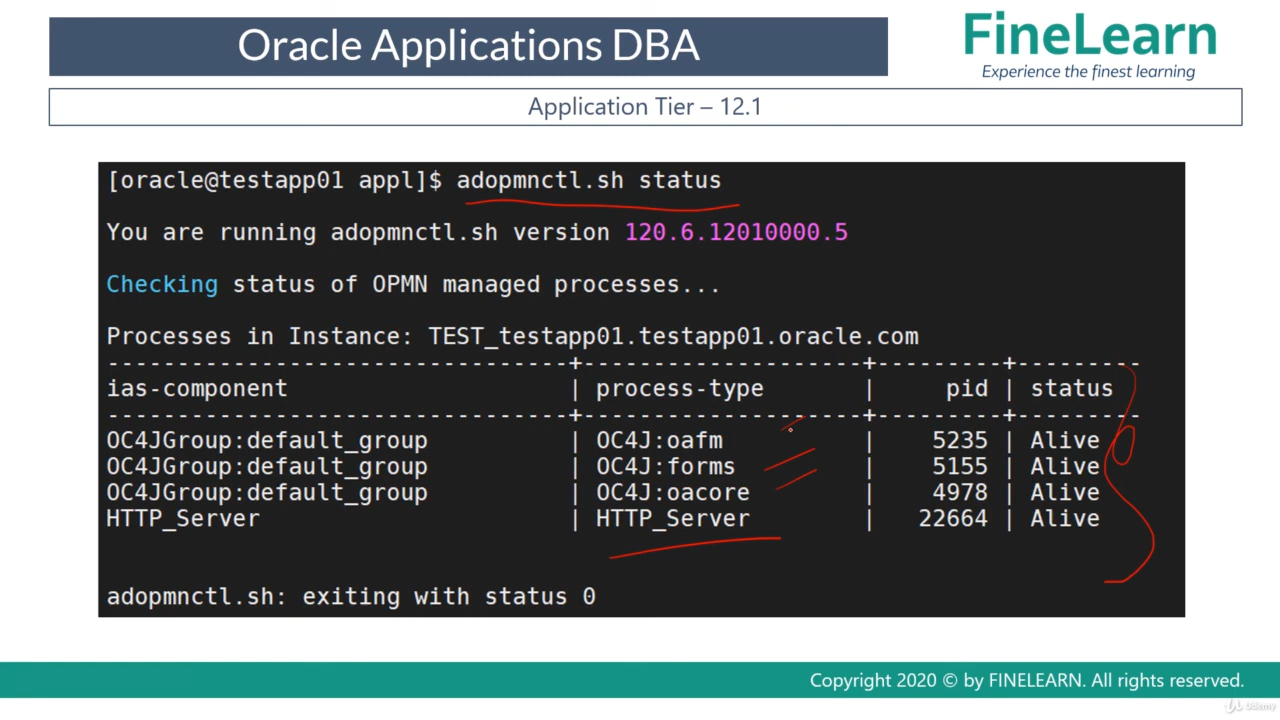 Oracle Applications DBA
FineLearn
Experience the finest learning
Application Tier – 12.1
[oracle@testapp01 appl]$ adopmnctl.sh status
You are running adopmnctl.sh version 120.6.12010000.5
Checking status of OPMN managed processes...
Processes in Instance: TEST_testapp01.testapp01.oracle.com
---------------------------------+--------------------+---------+---------
ias-component                    | process-type       |     pid | status
---------------------------------+--------------------+---------+---------
OC4JGroup:default_group          | OC4J:oafm          |    5235 | Alive
OC4JGroup:default_group          | OC4J:forms         |    5155 | Alive
OC4JGroup:default_group          | OC4J:oacore        |    4978 | Alive
HTTP_Server                      | HTTP_Server        |   22664 | Alive
adopmnctl.sh: exiting with status 0
Copyright 2020 © by FINELEARN. All rights reserved.
Udemy